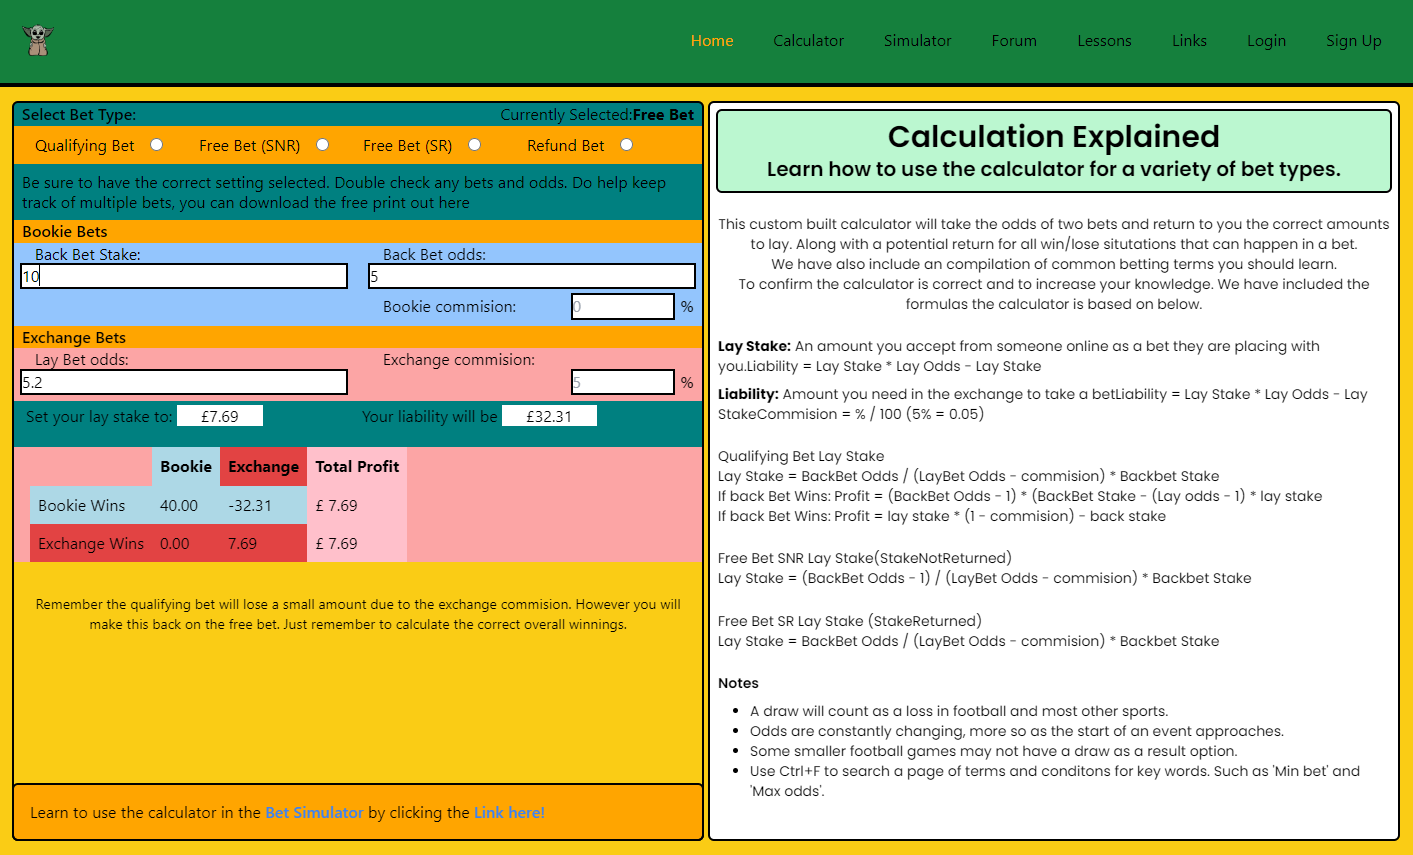 Home Calculator Simulator Forum Lessons Links Login Sign Up
Select Bet Type: Currently Selected:Free Bet
Qualifying Bet Free Bet (SNR) Free Bet (SR) Refund Bet
Be sure to have the correct setting selected. Double check any bets and odds. Do help keep
track of multiple bets, you can download the free print out here
Bookie Bets
Back Bet Stake: Back Bet odds:
10 5
Bookie commision: 0 %
Exchange Bets
Lay Bet odds: Exchange commision:
5.2 5 %
Set your lay stake to: £7.69 Your liability will be £32.31
Bookie Exchange Total Profit
Bookie Wins 40.00 -32.31 £ 7.69
Exchange Wins 0.00 7.69 £ 7.69
Remember the qualifying bet will lose a small amount due to the exchange commision. However you will
make this back on the free bet. Just remember to calculate the correct overall winnings.
Learn to use the calculator in the Bet Simulator by clicking the Link here!
Calculation Explained
Learn how to use the calculator for a variety of bet types.
This custom built calculator will take the odds of two bets and return to you the correct amounts
to lay. Along with a potential return for all win/lose situtations that can happen in a bet.
We have also include an compilation of common betting terms you should learn.
To confirm the calculator is correct and to increase your knowledge. We have included the
formulas the calculator is based on below.
Lay Stake: An amount you accept from someone online as a bet they are placing with
you.Liability = Lay Stake * Lay Odds - Lay Stake
Liability: Amount you need in the exchange to take a betLiability = Lay Stake * Lay Odds - Lay
StakeCommision = % / 100 (5% = 0.05)
Qualifying Bet Lay Stake
Lay Stake = BackBet Odds / (LayBet Odds - commision) * Backbet Stake
If back Bet Wins: Profit = (BackBet Odds - 1) * (BackBet Stake - (Lay odds - 1) * lay stake
If back Bet Wins: Profit = lay stake * (1 - commision) - back stake
Free Bet SNR Lay Stake(StakeNotReturned)
Lay Stake = (BackBet Odds - 1) / (LayBet Odds - commision) * Backbet Stake
Free Bet SR Lay Stake (StakeReturned)
Lay Stake = BackBet Odds / (LayBet Odds - commision) * Backbet Stake
Notes
• A draw will count as a loss in football and most other sports.
• Odds are constantly changing, more so as the start of an event approaches.
• Some smaller football games may not have a draw as a result option.
• Use Ctrl+F to search a page of terms and conditons for key words. Such as 'Min bet' and
'Max odds'.